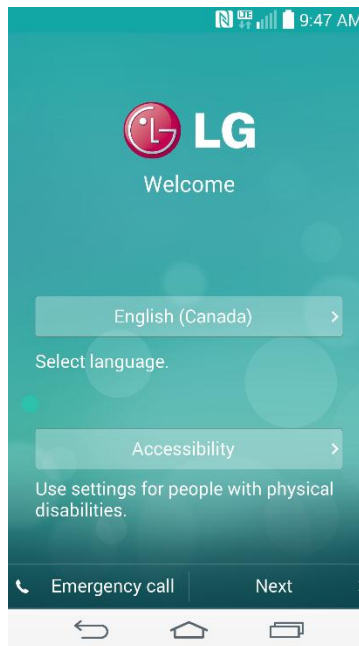 LTE 9:47 AM
LG
Welcome
English (Canada)
Select language.
Accessibility
Use settings for people with physical
disabilities.
Emergency call Next